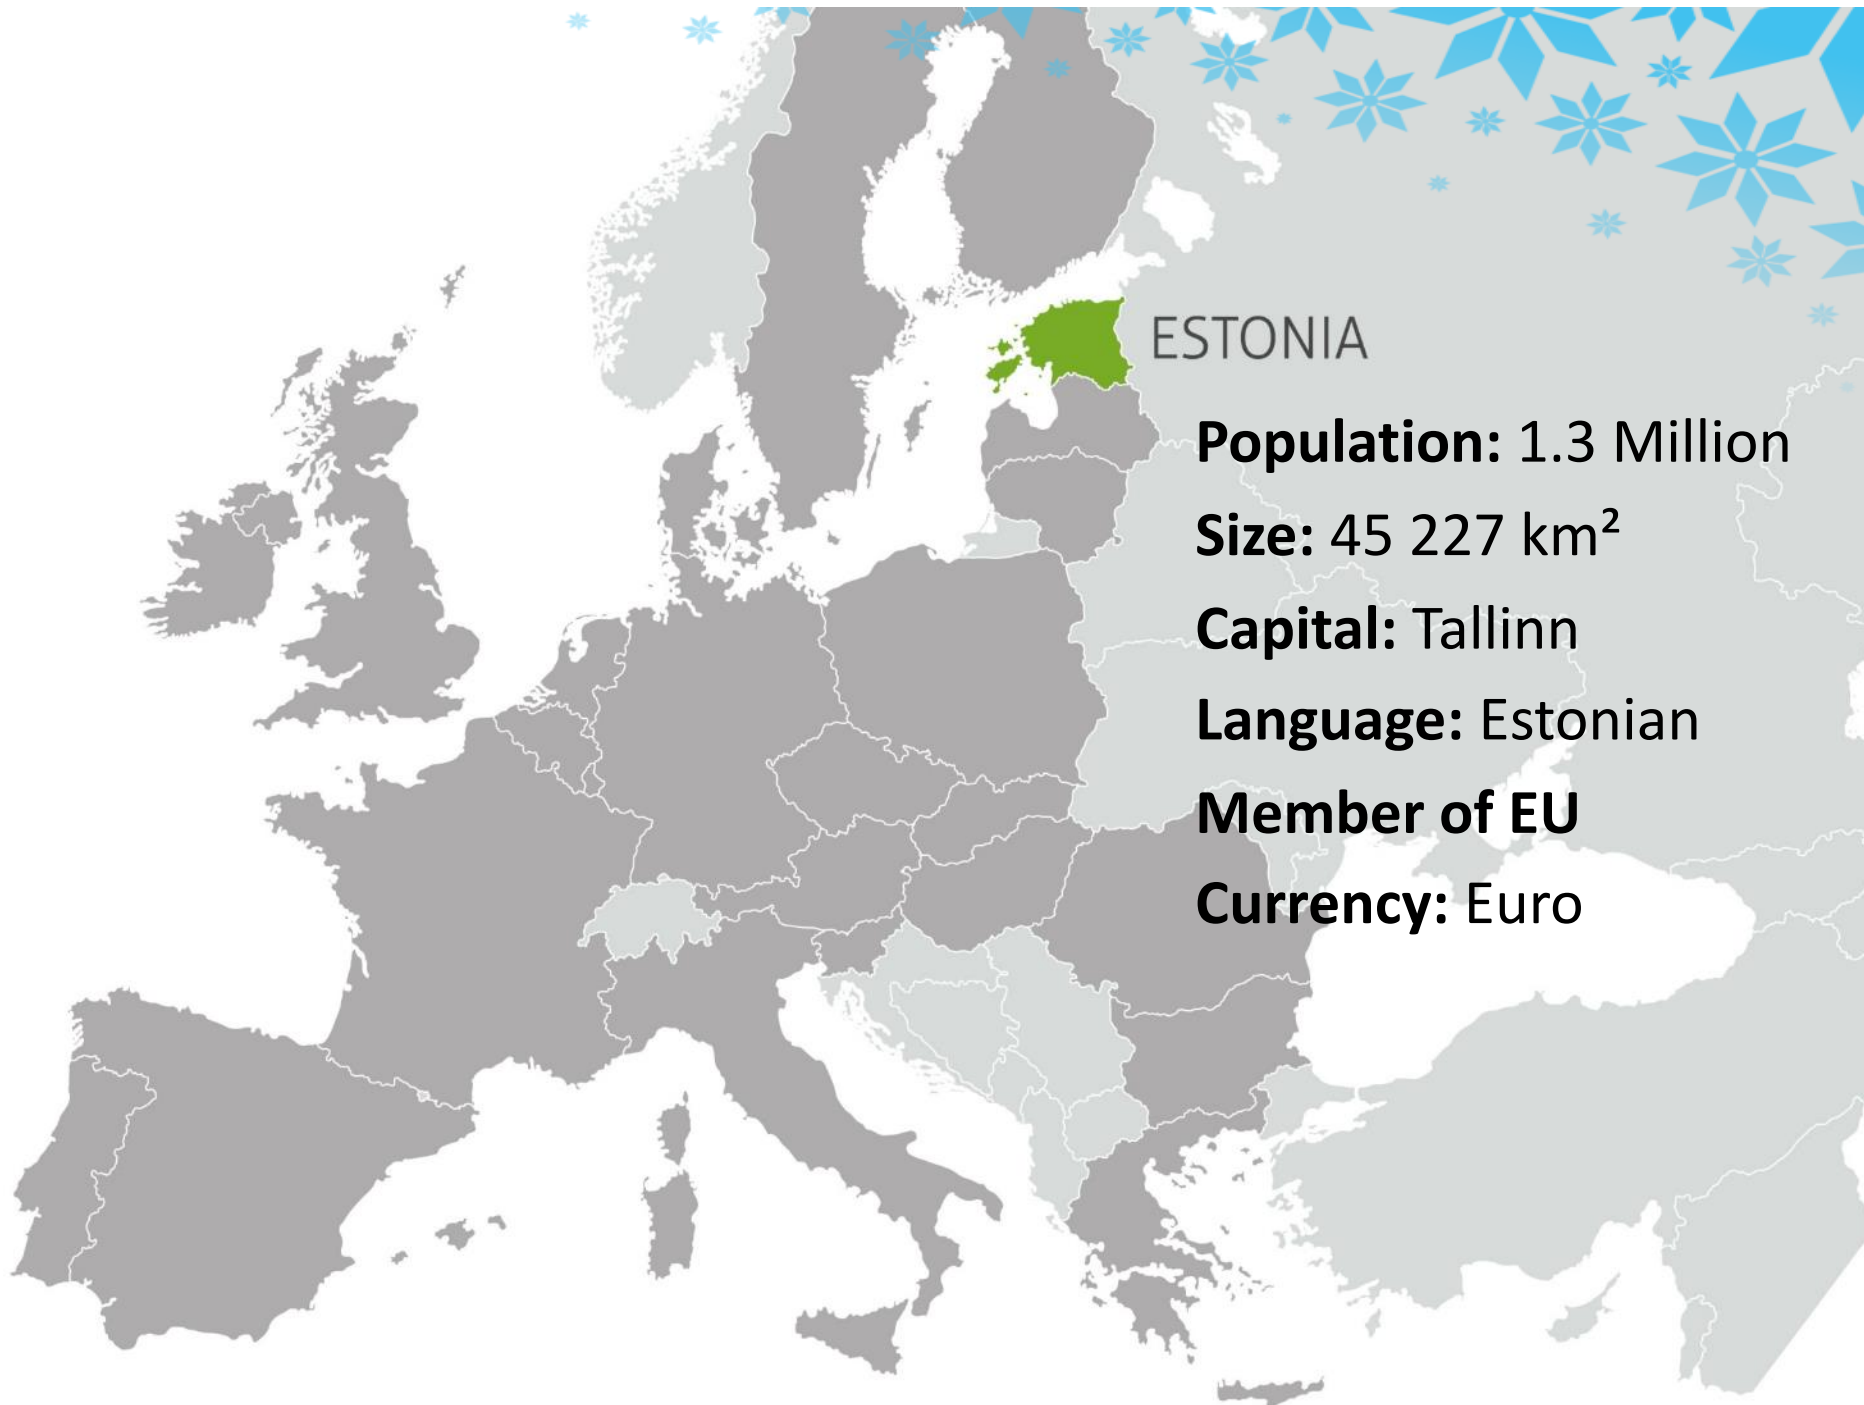 ESTONIA
Population: 1.3 Million
Size: 45 227 km²
Capital: Tallinn
Language: Estonian
Member of EU
Currency: Euro